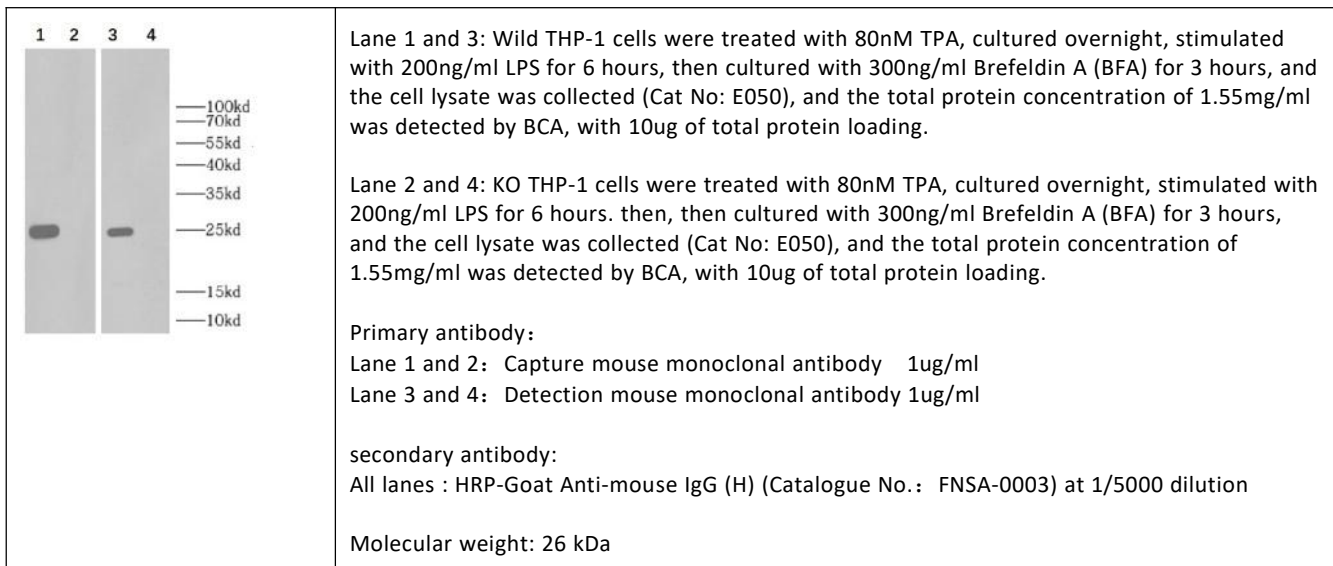 1 2 3 4
100kd
70kd
55kd
40kd
35kd
25kd
15kd
10kd
Lane 1 and 3: Wild THP-1 cells were treated with 80nM TPA, cultured overnight, stimulated
with 200ng/ml LPS for 6 hours, then cultured with 300ng/ml Brefeldin A (BFA) for 3 hours, and
the cell lysate was collected (Cat No: E050), and the total protein concentration of 1.55mg/ml
was detected by BCA, with 10ug of total protein loading.
Lane 2 and 4: KO THP-1 cells were treated with 80nM TPA, cultured overnight, stimulated with
200ng/ml LPS for 6 hours. then, then cultured with 300ng/ml Brefeldin A (BFA) for 3 hours,
and the cell lysate was collected (Cat No: E050), and the total protein concentration of
1.55mg/ml was detected by BCA, with 10ug of total protein loading.
Primary antibody：
Lane 1 and 2：Capture mouse monoclonal antibody 1ug/ml
Lane 3 and 4：Detection mouse monoclonal antibody 1ug/ml
secondary antibody:
All lanes : HRP-Goat Anti-mouse IgG (H) (Catalogue No.：FNSA-0003) at 1/5000 dilution
Molecular weight: 26 kDa